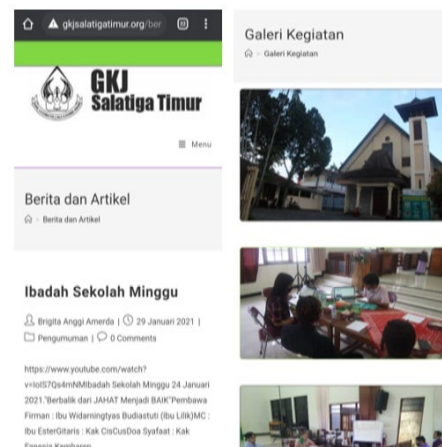 gkjsalatigatimur.org/ber
GKJ
Salatiga Timur
Menu
Berita dan Artikel
Berita dan Artikel
Ibadah Sekolah Minggu
Brigita Anggi Amerda | 29 Januari 2021 |
Pengumuman | 0 Comments
https://www.youtube.com/watch?
v=IoIS7Qs4mNMIbadah Sekolah Minggu 24 Januari
2021."Berbalik dari JAHAT Menjadi BAIK"Pembawa
Firman : Ibu Widarningtyas Budiastuti (Ibu Lilik)MC :
Ibu EsterGitaris : Kak CisCusDoa Syafaat : Kak
Galeri Kegiatan
Galeri Kegiatan